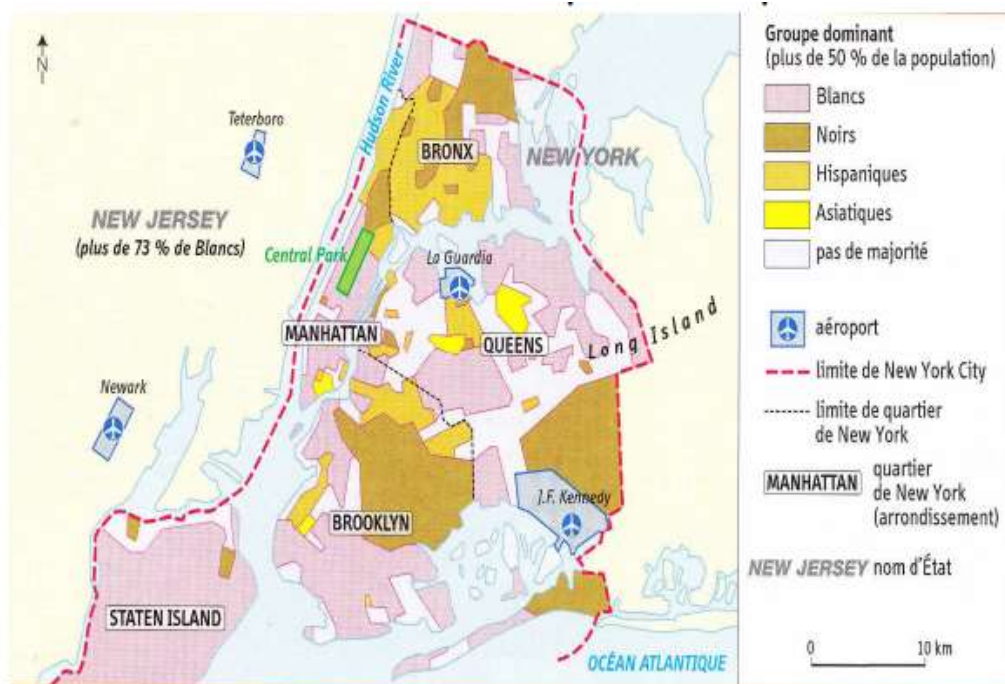 N
Teterboro
Hudson River
BRONX
NEW YORK
NEW JERSEY
(plus de 73 % de Blancs)
Central Park
La Guardia
MANHATTAN
QUEENS
Long Island
Newark
BROOKLYN
J.F. Kennedy
STATEN ISLAND
OCÉAN ATLANTIQUE
Groupe dominant
(plus de 50 % de la population)
Blancs
Noirs
Hispaniques
Asiatiques
pas de majorité
aéroport
limite de New York City
limite de quartier
de New York
MANHATTAN
quartier
de New York
(arrondissement)
NEW JERSEY nom d'État
0 10 km